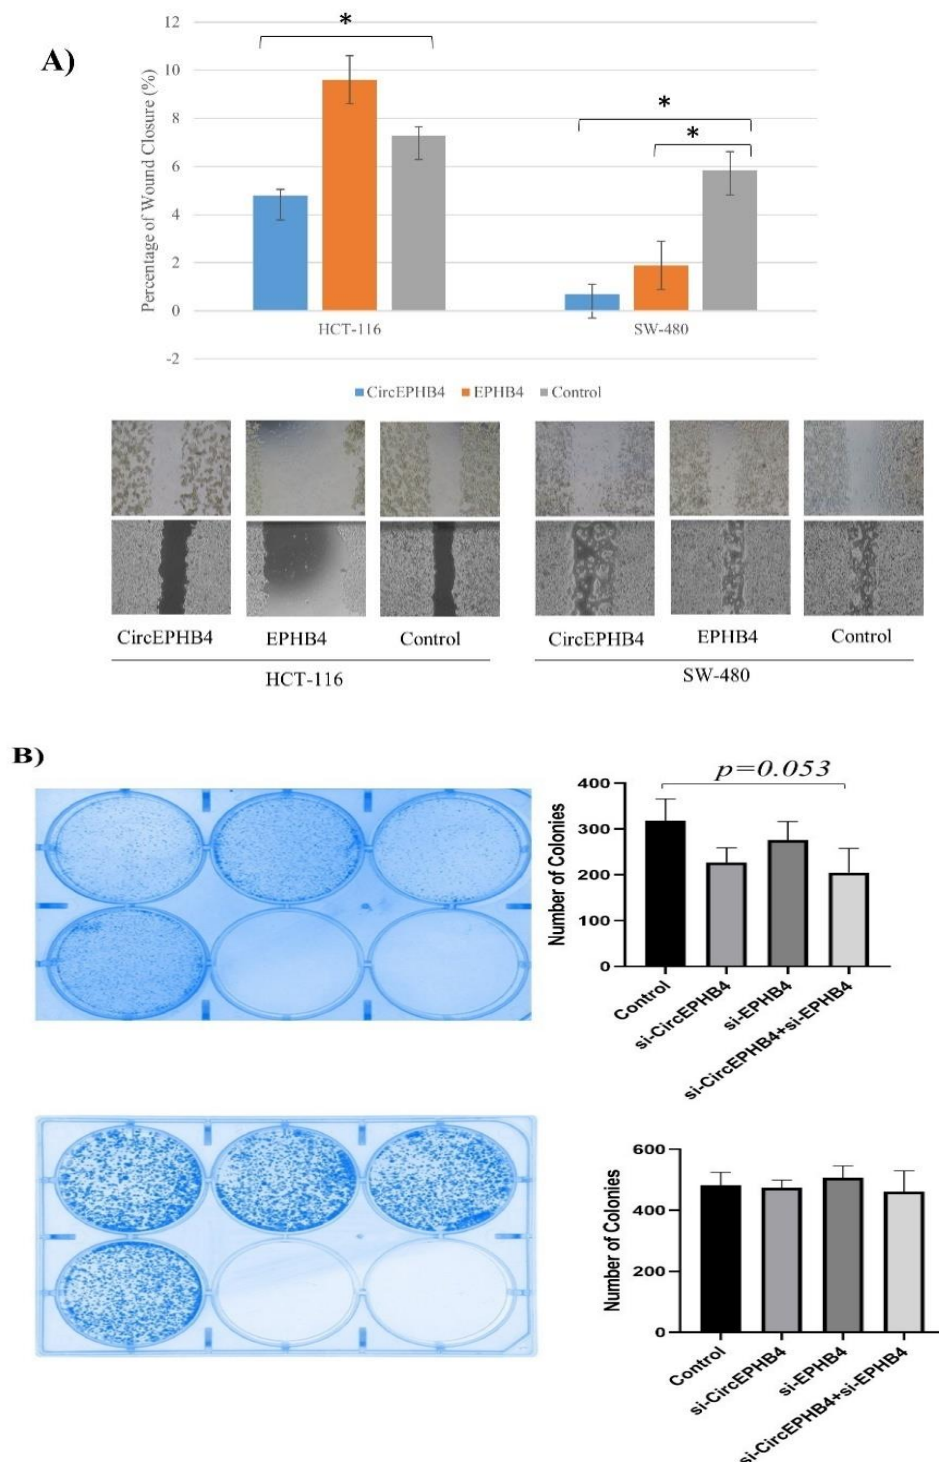 A)
Percentage of Wound Closure (%)
12
10
8
6
4
2
0
-2
*
*
*
HCT-116
SW-480
CircEPHB4
EPHB4
Control
CircEPHB4
EPHB4
Control
CircEPHB4
EPHB4
Control
HCT-116
SW-480
B)
p=0.053
Number of Colonies
400
300
200
100
0
Control
si-CircEPHB4
si-EPHB4
si-CircEPHB4+si-EPHB4
Number of Colonies
600
400
200
0
Control
si-CircEPHB4
si-EPHB4
si-CircEPHB4+si-EPHB4